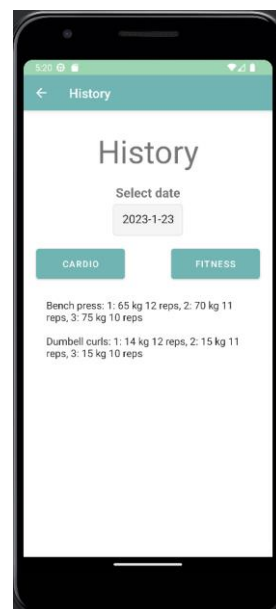 5:20
History
History
Select date
2023-1-23
CARDIO
FITNESS
Bench press: 1: 65 kg 12 reps, 2: 70 kg 11
reps, 3: 75 kg 10 reps
Dumbell curls: 1: 14 kg 12 reps, 2: 15 kg 11
reps, 3: 15 kg 10 reps